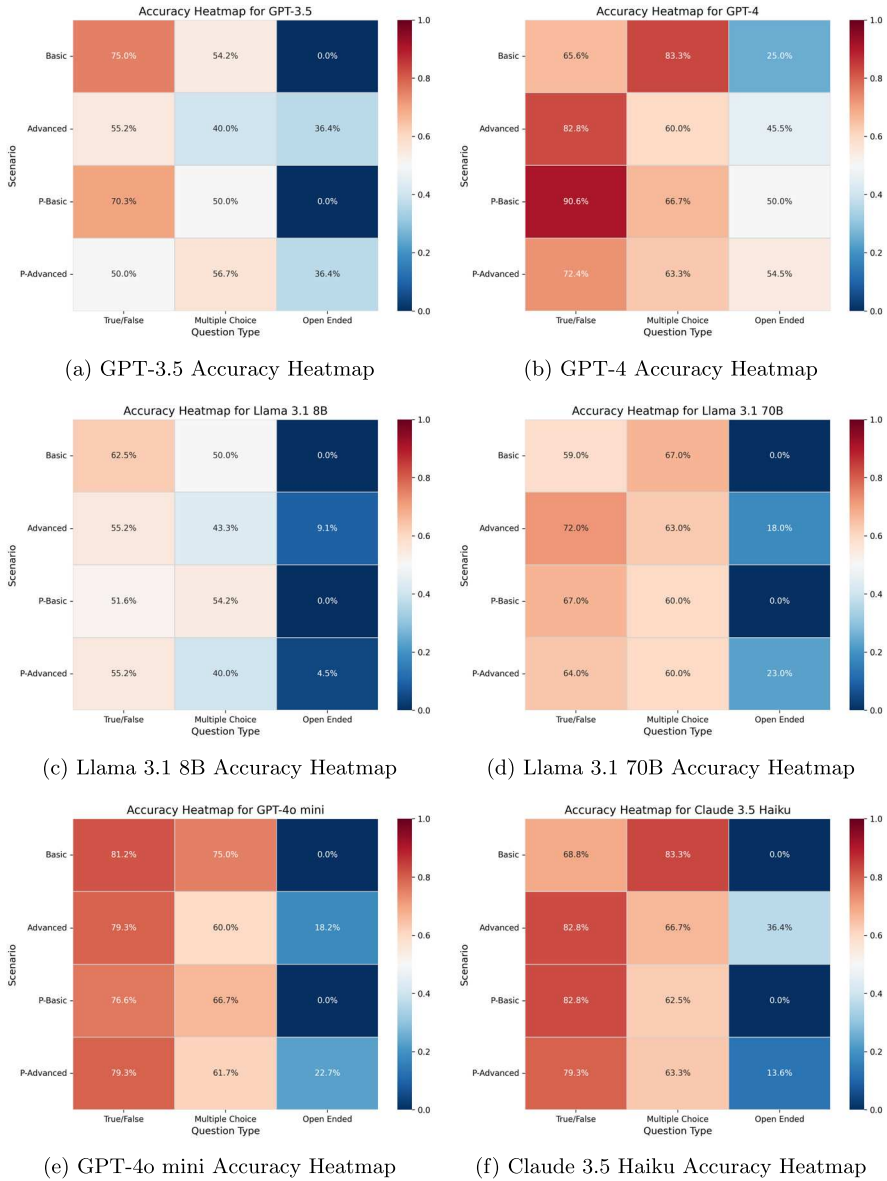 Accuracy Heatmap for GPT-3.5
Scenario
Basic 75.0% 54.2% 0.0%
Advanced 55.2% 40.0% 36.4%
P-Basic 70.3% 50.0% 0.0%
P-Advanced 50.0% 56.7% 36.4%
True/False Multiple Choice Open Ended
Question Type
1.0
0.8
0.6
0.4
0.2
0.0
(a) GPT-3.5 Accuracy Heatmap
Accuracy Heatmap for GPT-4
Scenario
Basic 65.6% 83.3% 25.0%
Advanced 82.8% 60.0% 45.5%
P-Basic 90.6% 66.7% 50.0%
P-Advanced 72.4% 63.3% 54.5%
True/False Multiple Choice Open Ended
Question Type
1.0
0.8
0.6
0.4
0.2
0.0
(b) GPT-4 Accuracy Heatmap
Accuracy Heatmap for Llama 3.1 8B
Scenario
Basic 62.5% 50.0% 0.0%
Advanced 55.2% 43.3% 9.1%
P-Basic 51.6% 54.2% 0.0%
P-Advanced 55.2% 40.0% 4.5%
True/False Multiple Choice Open Ended
Question Type
1.0
0.8
0.6
0.4
0.2
0.0
(c) Llama 3.1 8B Accuracy Heatmap
Accuracy Heatmap for Llama 3.1 70B
Scenario
Basic 59.0% 67.0% 0.0%
Advanced 72.0% 63.0% 18.0%
P-Basic 67.0% 60.0% 0.0%
P-Advanced 64.0% 60.0% 23.0%
True/False Multiple Choice Open Ended
Question Type
1.0
0.8
0.6
0.4
0.2
0.0
(d) Llama 3.1 70B Accuracy Heatmap
Accuracy Heatmap for GPT-4o mini
Scenario
Basic 81.2% 75.0% 0.0%
Advanced 79.3% 60.0% 18.2%
P-Basic 76.6% 66.7% 0.0%
P-Advanced 79.3% 61.7% 22.7%
True/False Multiple Choice Open Ended
Question Type
1.0
0.8
0.6
0.4
0.2
0.0
(e) GPT-4o mini Accuracy Heatmap
Accuracy Heatmap for Claude 3.5 Haiku
Scenario
Basic 68.8% 83.3% 0.0%
Advanced 82.8% 66.7% 36.4%
P-Basic 82.8% 62.5% 0.0%
P-Advanced 79.3% 63.3% 13.6%
True/False Multiple Choice Open Ended
Question Type
1.0
0.8
0.6
0.4
0.2
0.0
(f) Claude 3.5 Haiku Accuracy Heatmap